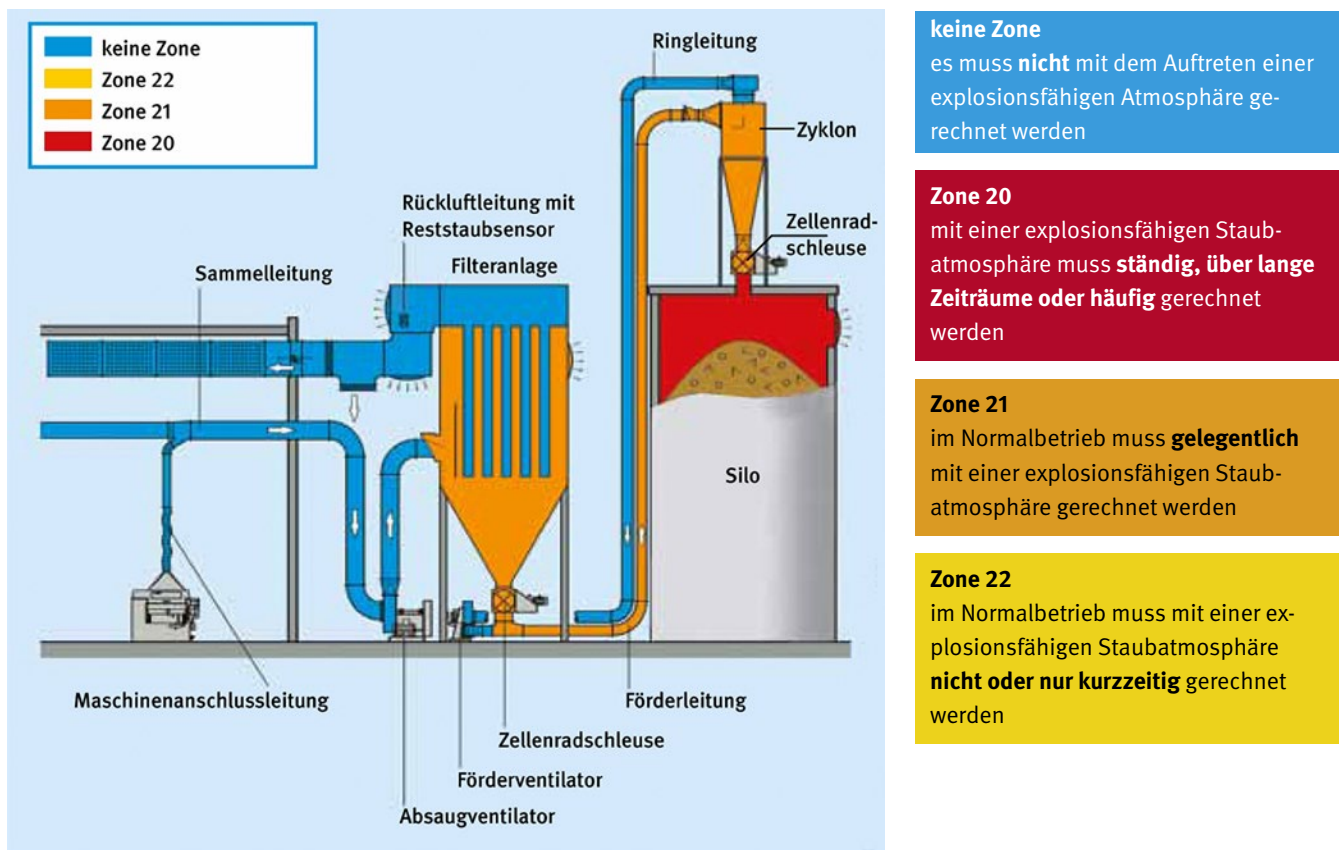 keine Zone
Zone 22
Zone 21
Zone 20
Ringleitung
Zyklon
Zellenrad-
schleuse
Rückluftleitung mit
Reststaubsensor
Filteranlage
Sammelleitung
Silo
Maschinenanschlussleitung
Förderleitung
Zellenradschleuse
Förderventilator
Absaugventilator
keine Zone
es muss nicht mit dem Auftreten einer
explosionsfähigen Atmosphäre ge-
rechnet werden
Zone 20
mit einer explosionsfähigen Staub-
atmosphäre muss ständig, über lange
Zeiträume oder häufig gerechnet
werden
Zone 21
im Normalbetrieb muss gelegentlich
mit einer explosionsfähigen Staub-
atmosphäre gerechnet werden
Zone 22
im Normalbetrieb muss mit einer ex-
plosionsfähigen Staubatmosphäre
nicht oder nur kurzzeitig gerechnet
werden